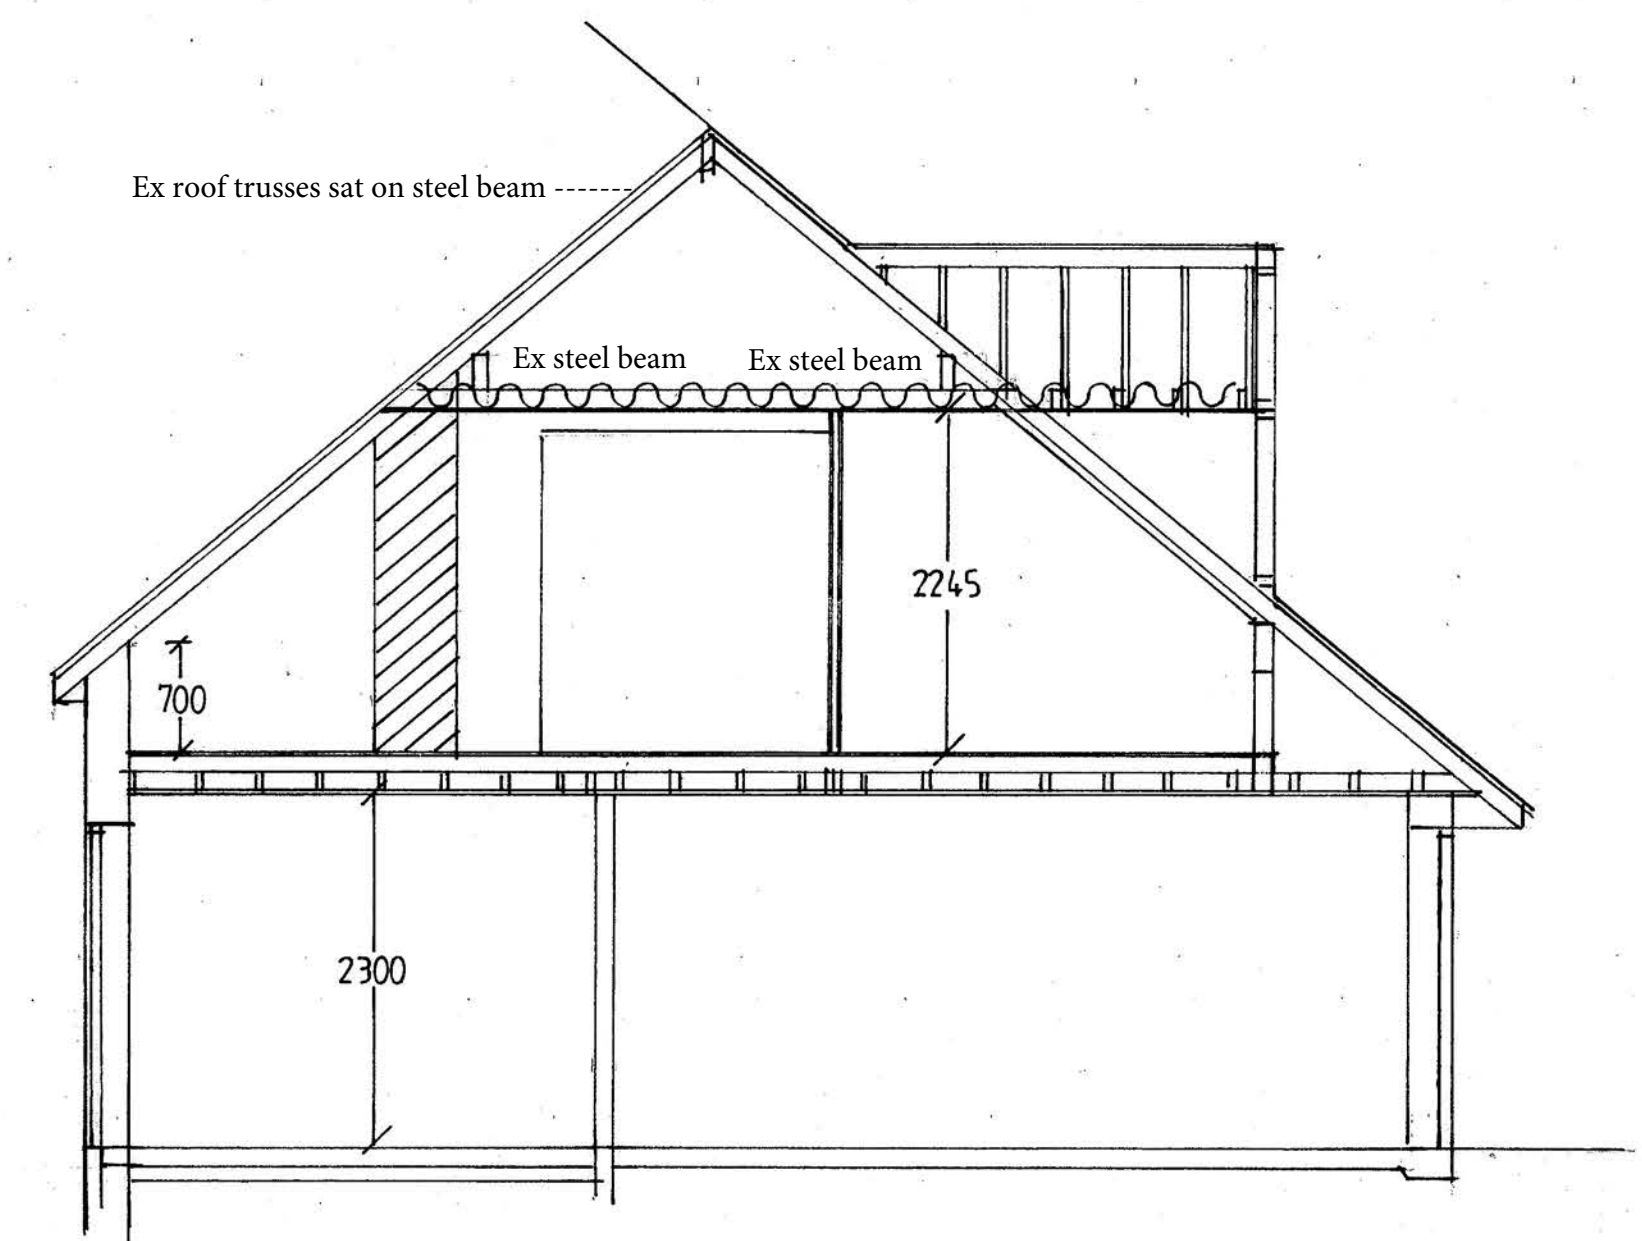 Ex roof trusses sat on steel beam -------
Ex steel beam
Ex steel beam
2245
700
2300